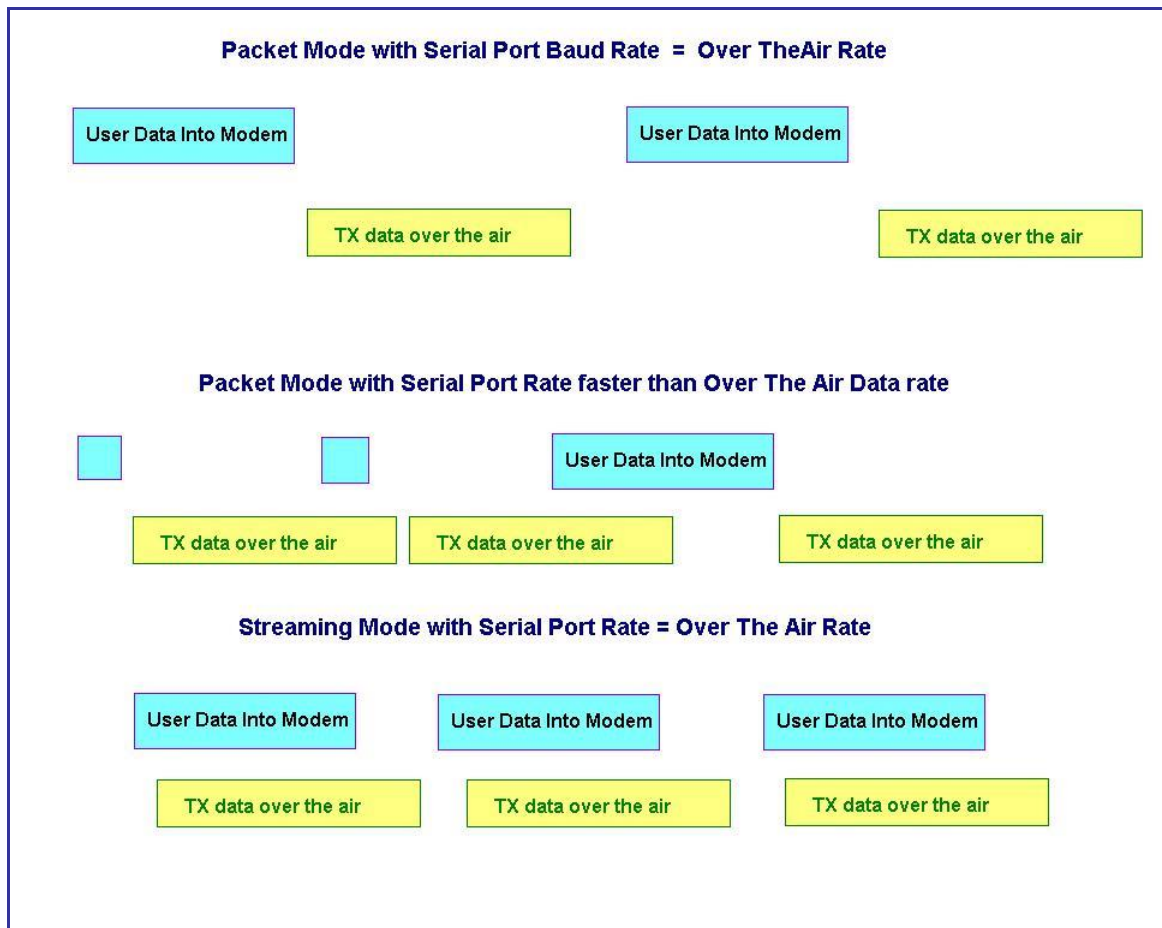 Packet Mode with Serial Port Baud Rate = Over TheAir Rate
User Data Into Modem
User Data Into Modem
TX data over the air
TX data over the air
Packet Mode with Serial Port Rate faster than Over The Air Data rate
User Data Into Modem
TX data over the air
TX data over the air
TX data over the air
Streaming Mode with Serial Port Rate = Over The Air Rate
User Data Into Modem
User Data Into Modem
User Data Into Modem
TX data over the air
TX data over the air
TX data over the air